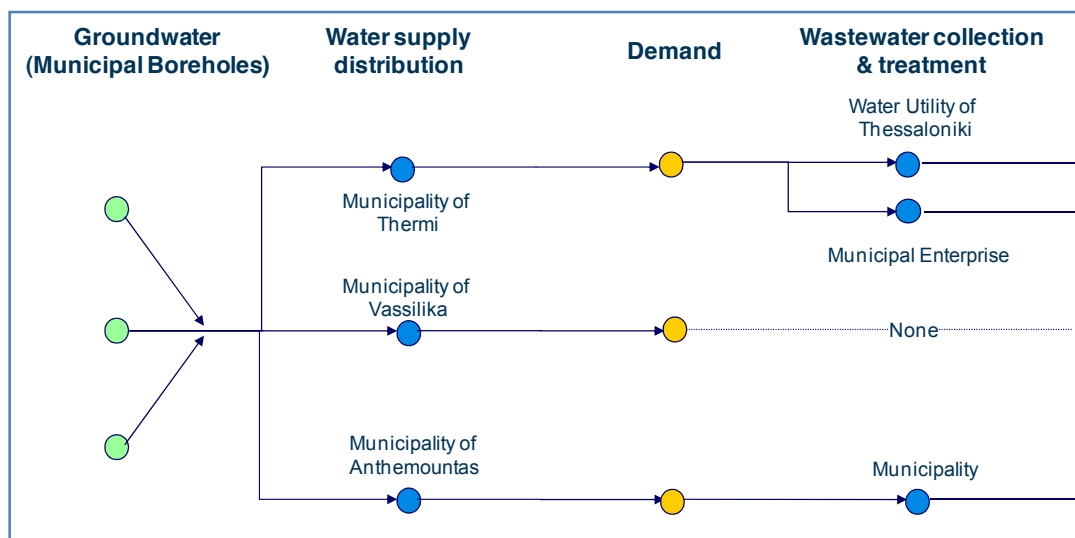 Groundwater
(Municipal Boreholes)
Water supply
distribution
Demand
Wastewater collection
& treatment
Water Utility of
Thessaloniki
Municipality of
Thermi
Municipal Enterprise
Municipality of
Vassilika
None
Municipality of
Anthemountas
Municipality